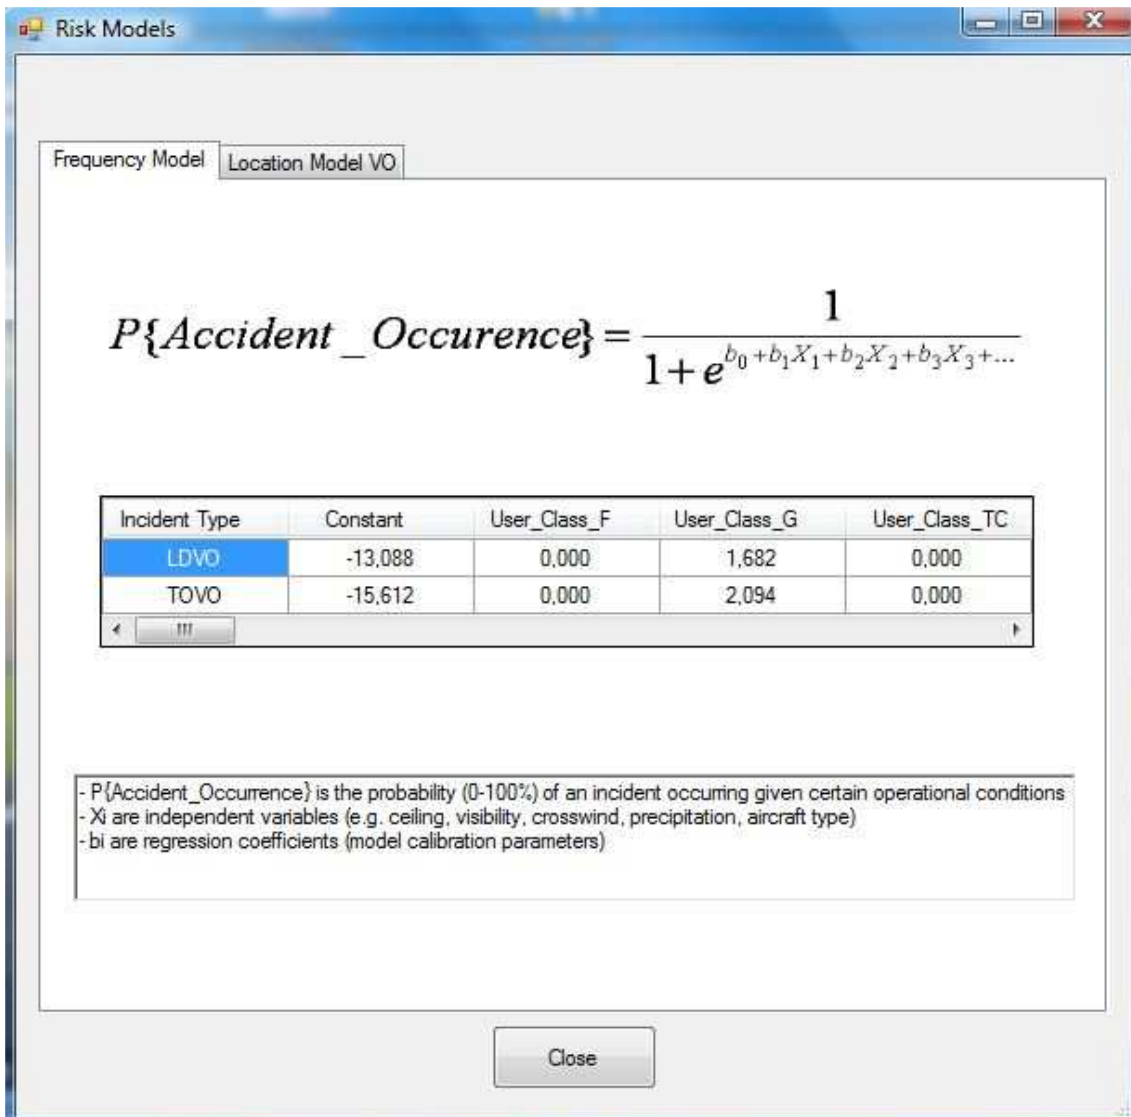 Risk Models
Frequency Model Location Model VO
P{Accident_Occurence} = 1 / (1 + e^(b0+b1X1+b2X2+b3X3+...))
Incident Type Constant User_Class_F User_Class_G User_Class_TC
LDVO -13,088 0,000 1,682 0,000
TOVO -15,612 0,000 2,094 0,000
- P{Accident_Occurrence} is the probability (0-100%) of an incident occurring given certain operational conditions
- Xi are independent variables (e.g. ceiling, visibility, crosswind, precipitation, aircraft type)
- bi are regression coefficients (model calibration parameters)
Close